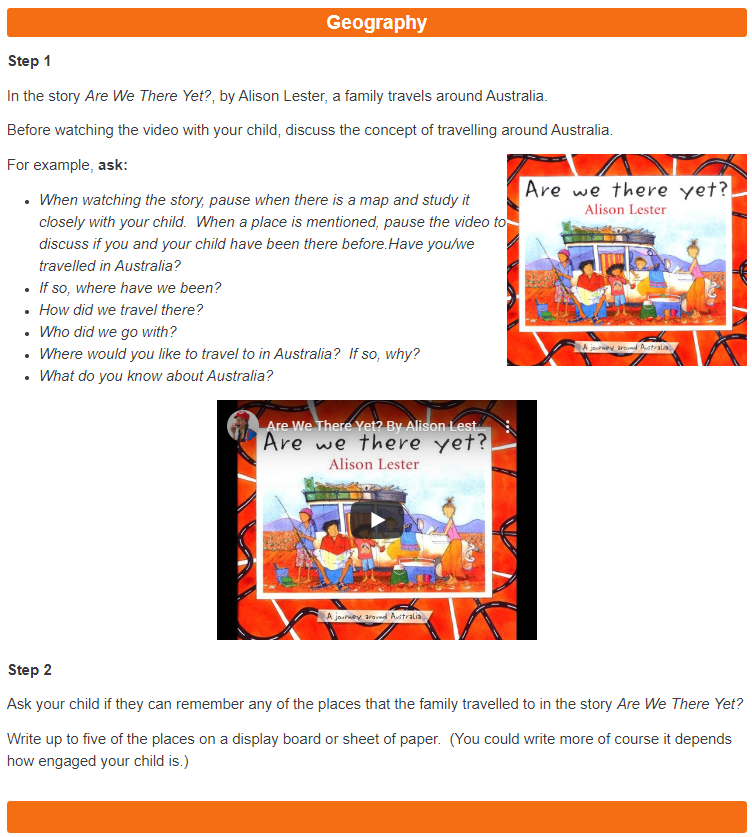 Geography
Step 1
In the story Are We There Yet?, by Alison Lester, a family travels around Australia.
Before watching the video with your child, discuss the concept of travelling around Australia.
For example, ask:
When watching the story, pause when there is a map and study it
closely with your child.  When a place is mentioned, pause the video to
discuss if you and your child have been there before.Have you/we
travelled in Australia?
If so, where have we been?
How did we travel there?
Who did we go with?
Where would you like to travel to in Australia?  If so, why?
What do you know about Australia?
Are we there yet?
Alison Lester
A journey around Australia
Are We There Yet? By Alison Lest...
Are we there yet?
Alison Lester
A journey around Australia
Step 2
Ask your child if they can remember any of the places that the family travelled to in the story Are We There Yet?
Write up to five of the places on a display board or sheet of paper.  (You could write more of course it depends
how engaged your child is.)